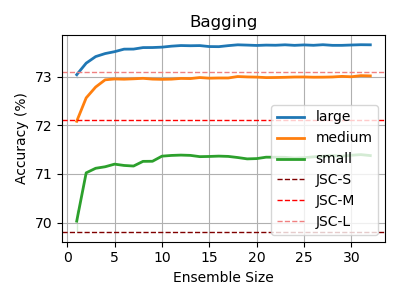 Bagging
Accuracy (%)
73
72
71
70
large
medium
small
JSC-S
JSC-M
JSC-L
0 5 10 15 20 25 30
Ensemble Size